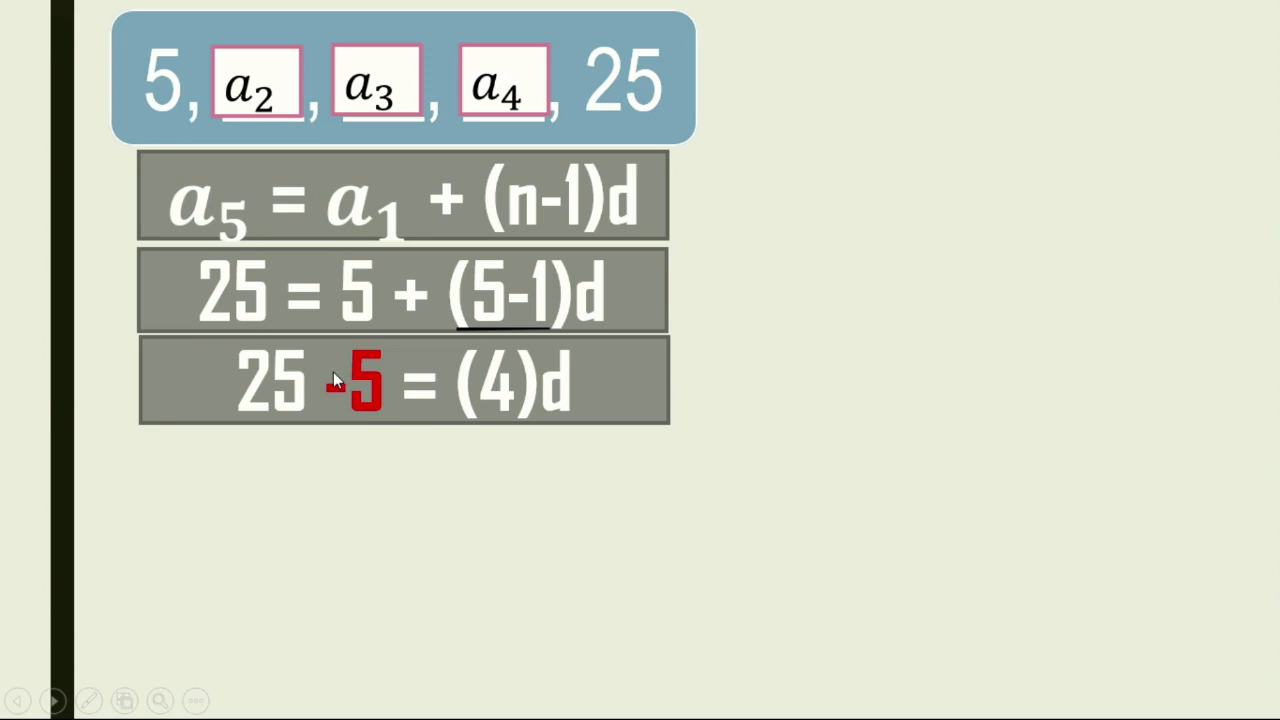 5, a₂, a₃, a₄, 25
a₅ = a₁ + (n-1)d
25 = 5 + (5-1)d
25 -5 = (4)d